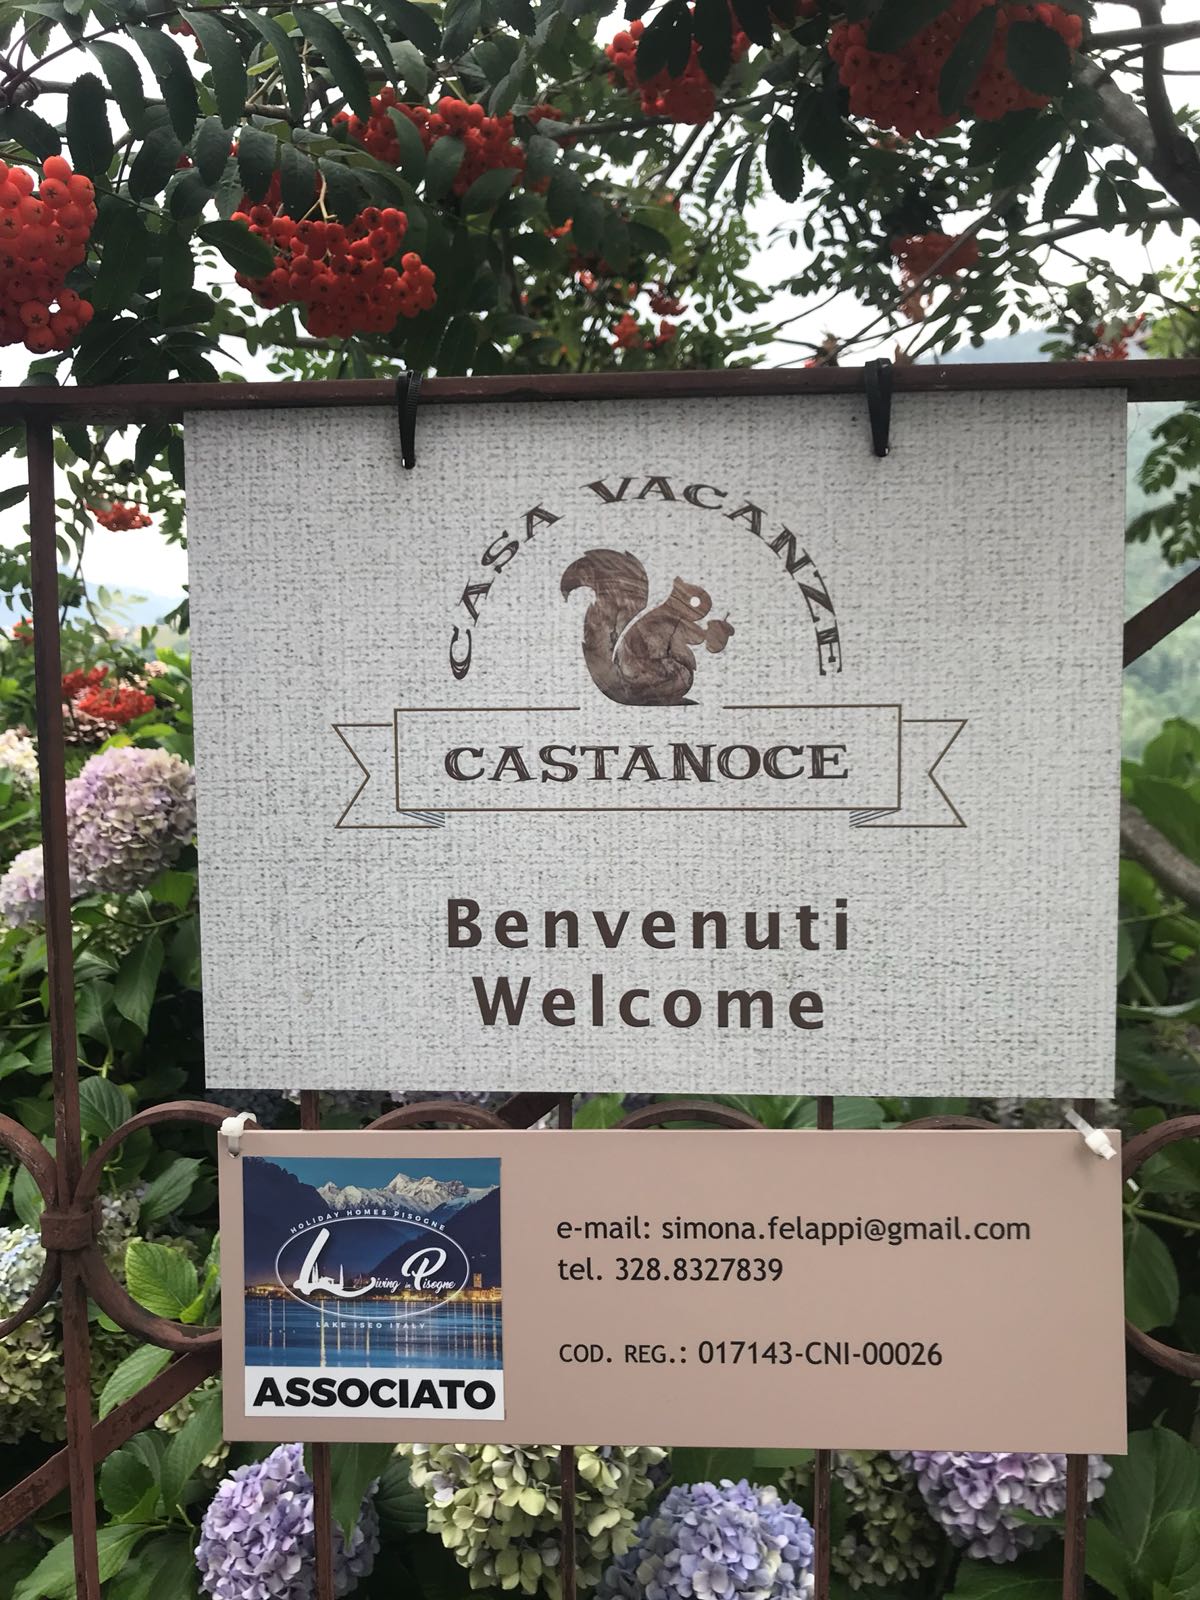 CASA VACANZE
CASTANOCE
Benvenuti
Welcome
HOLIDAY HOMES PISOGNE
Living in Pisogne
LAKE ISEO ITALY
ASSOCIATO
e-mail: simona.felappi@gmail.com
tel. 328.8327839
COD. REG.: 017143-CNI-00026